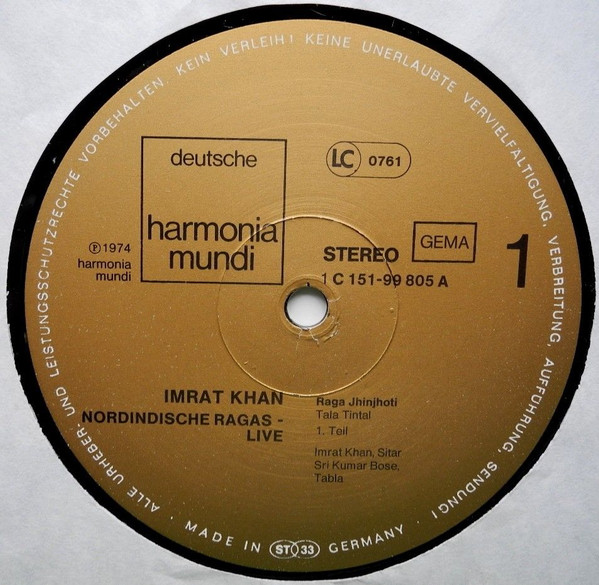 ALLE URHEBER- UND LEISTUNGSSCHUTZRECHTE VORBEHALTEN. KEIN VERLEIH! KEINE UNERLAUBTE VERVIELFÄLTIGUNG, VERBREITUNG, AUFFÜHRUNG, SENDUNG!
deutsche
harmonia
mundi
LC 0761
℗ 1974
harmonia
mundi
STEREO
GEMA
1
1 C 151-99 805 A
IMRAT KHAN
NORDINDISCHE RAGAS -
LIVE
Raga Jhinjhoti
Tala Tintal
1. Teil
Imrat Khan, Sitar
Sri Kumar Bose,
Tabla
· MADE IN ST 33 GERMANY ·